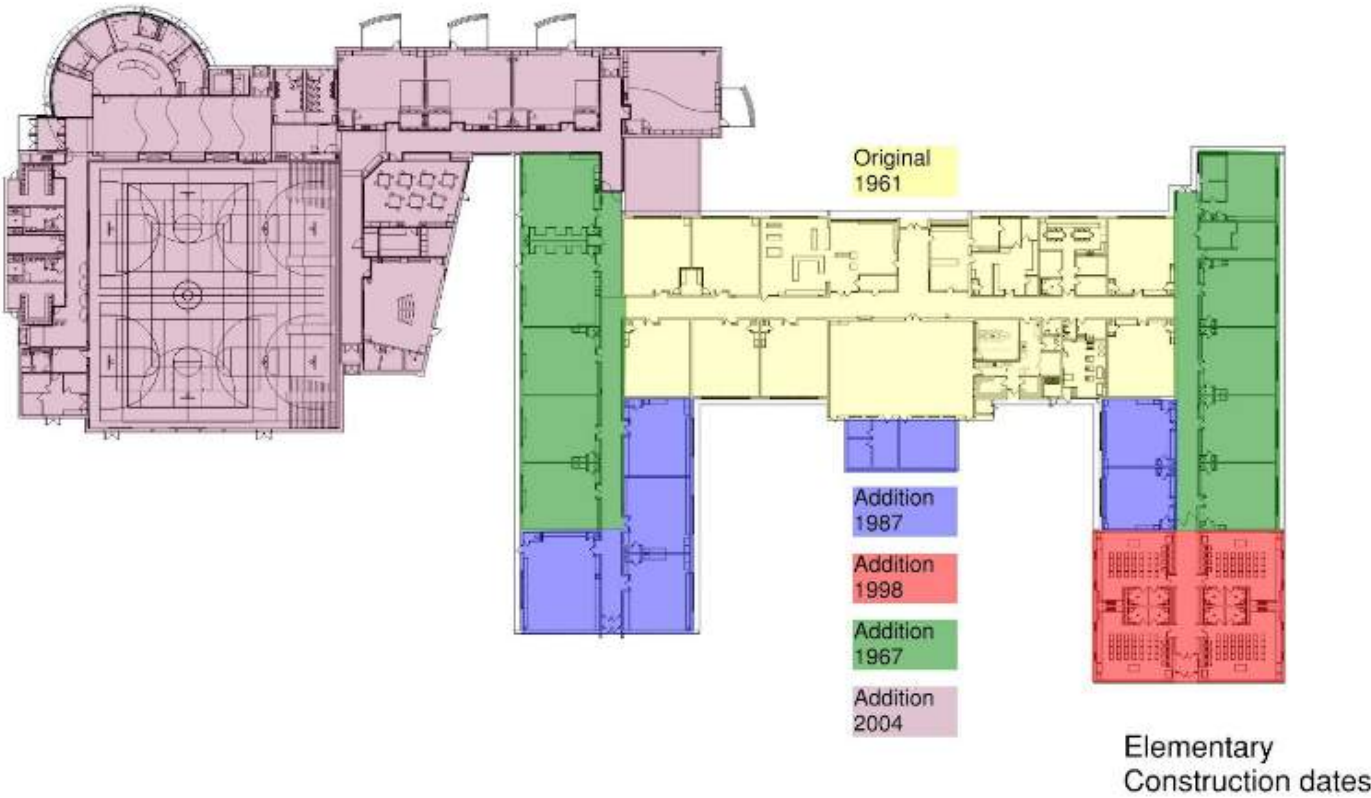 Original
1961
Addition
1987
Addition
1998
Addition
1967
Addition
2004
Elementary
Construction dates